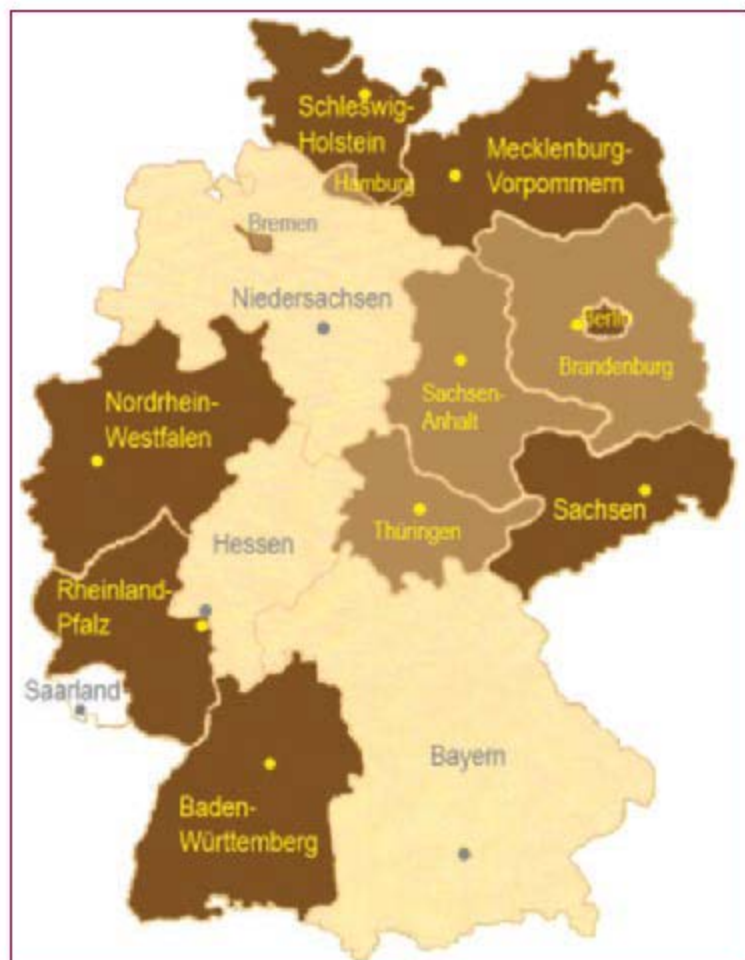 Schleswig-
Holstein
Mecklenburg-
Vorpommern
Hamburg
Bremen
Niedersachsen
Berlin
Brandenburg
Sachsen-
Anhalt
Nordrhein-
Westfalen
Sachsen
Thüringen
Hessen
Rheinland-
Pfalz
Saarland
Bayern
Baden-
Württemberg